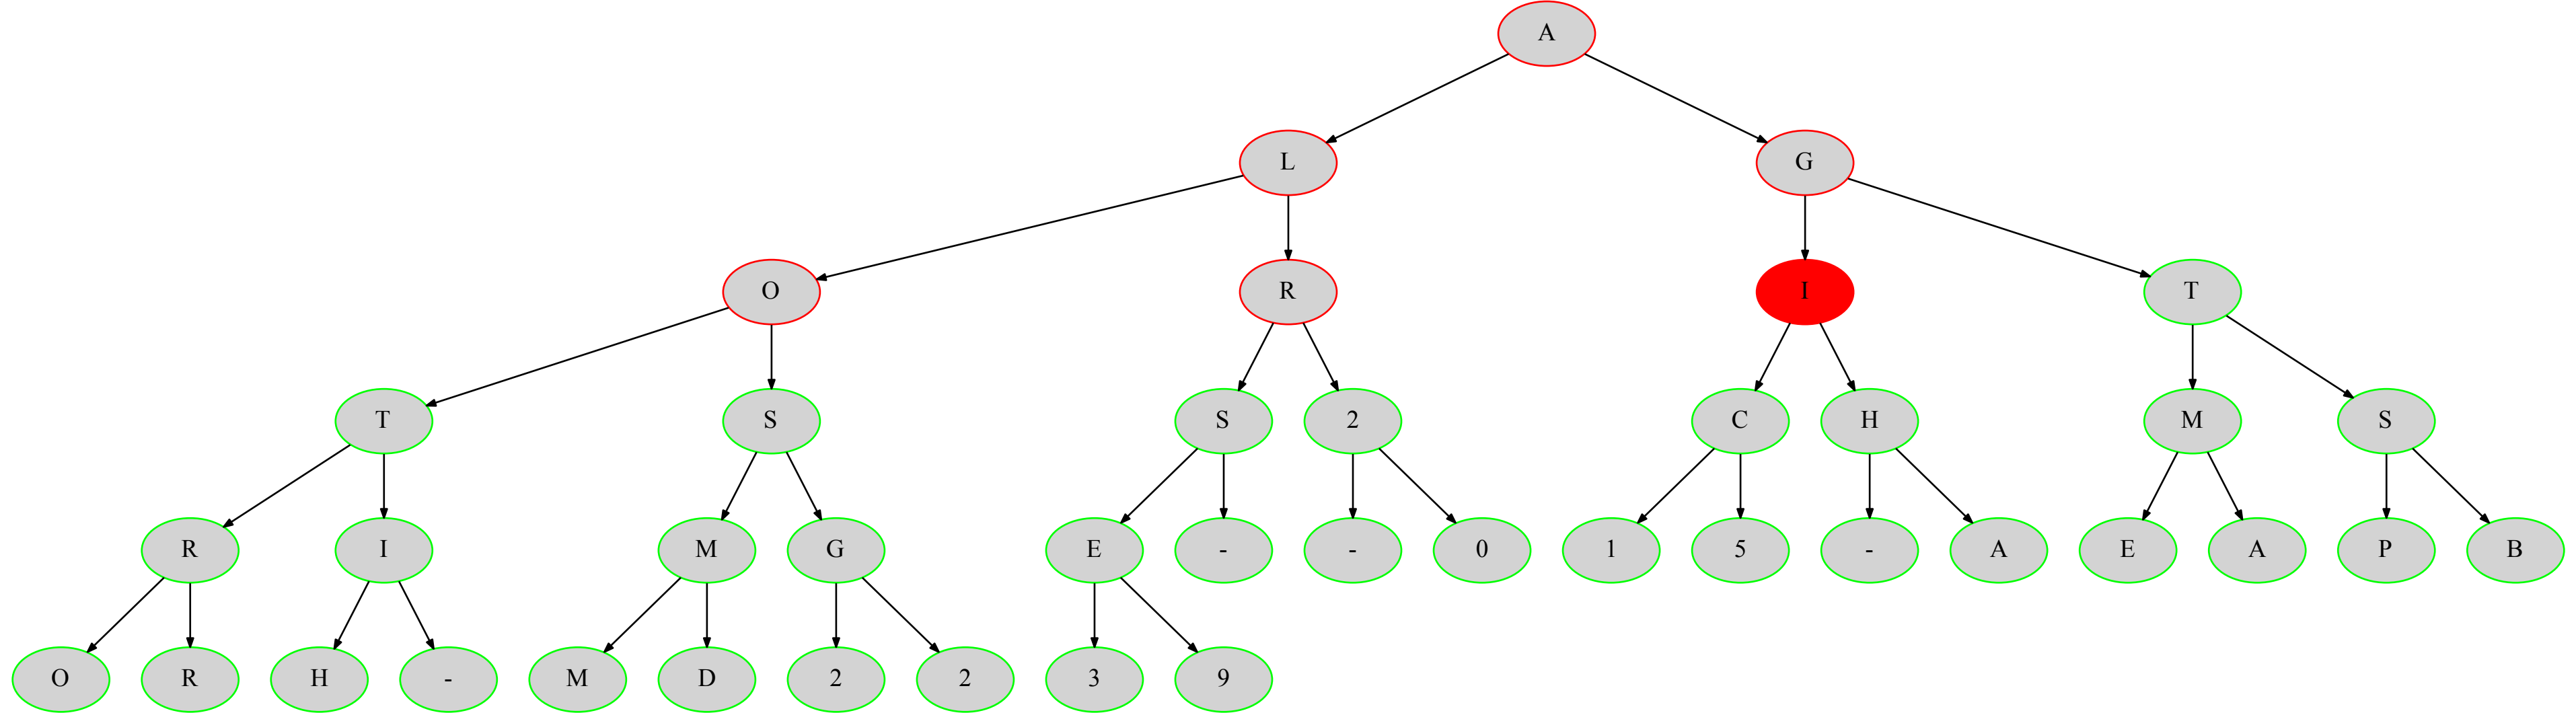 A
L G
O R I T
T S S 2 C H M S
R I M G E - - 0 1 5 - A E A P B
O R H - M D 2 2 3 9